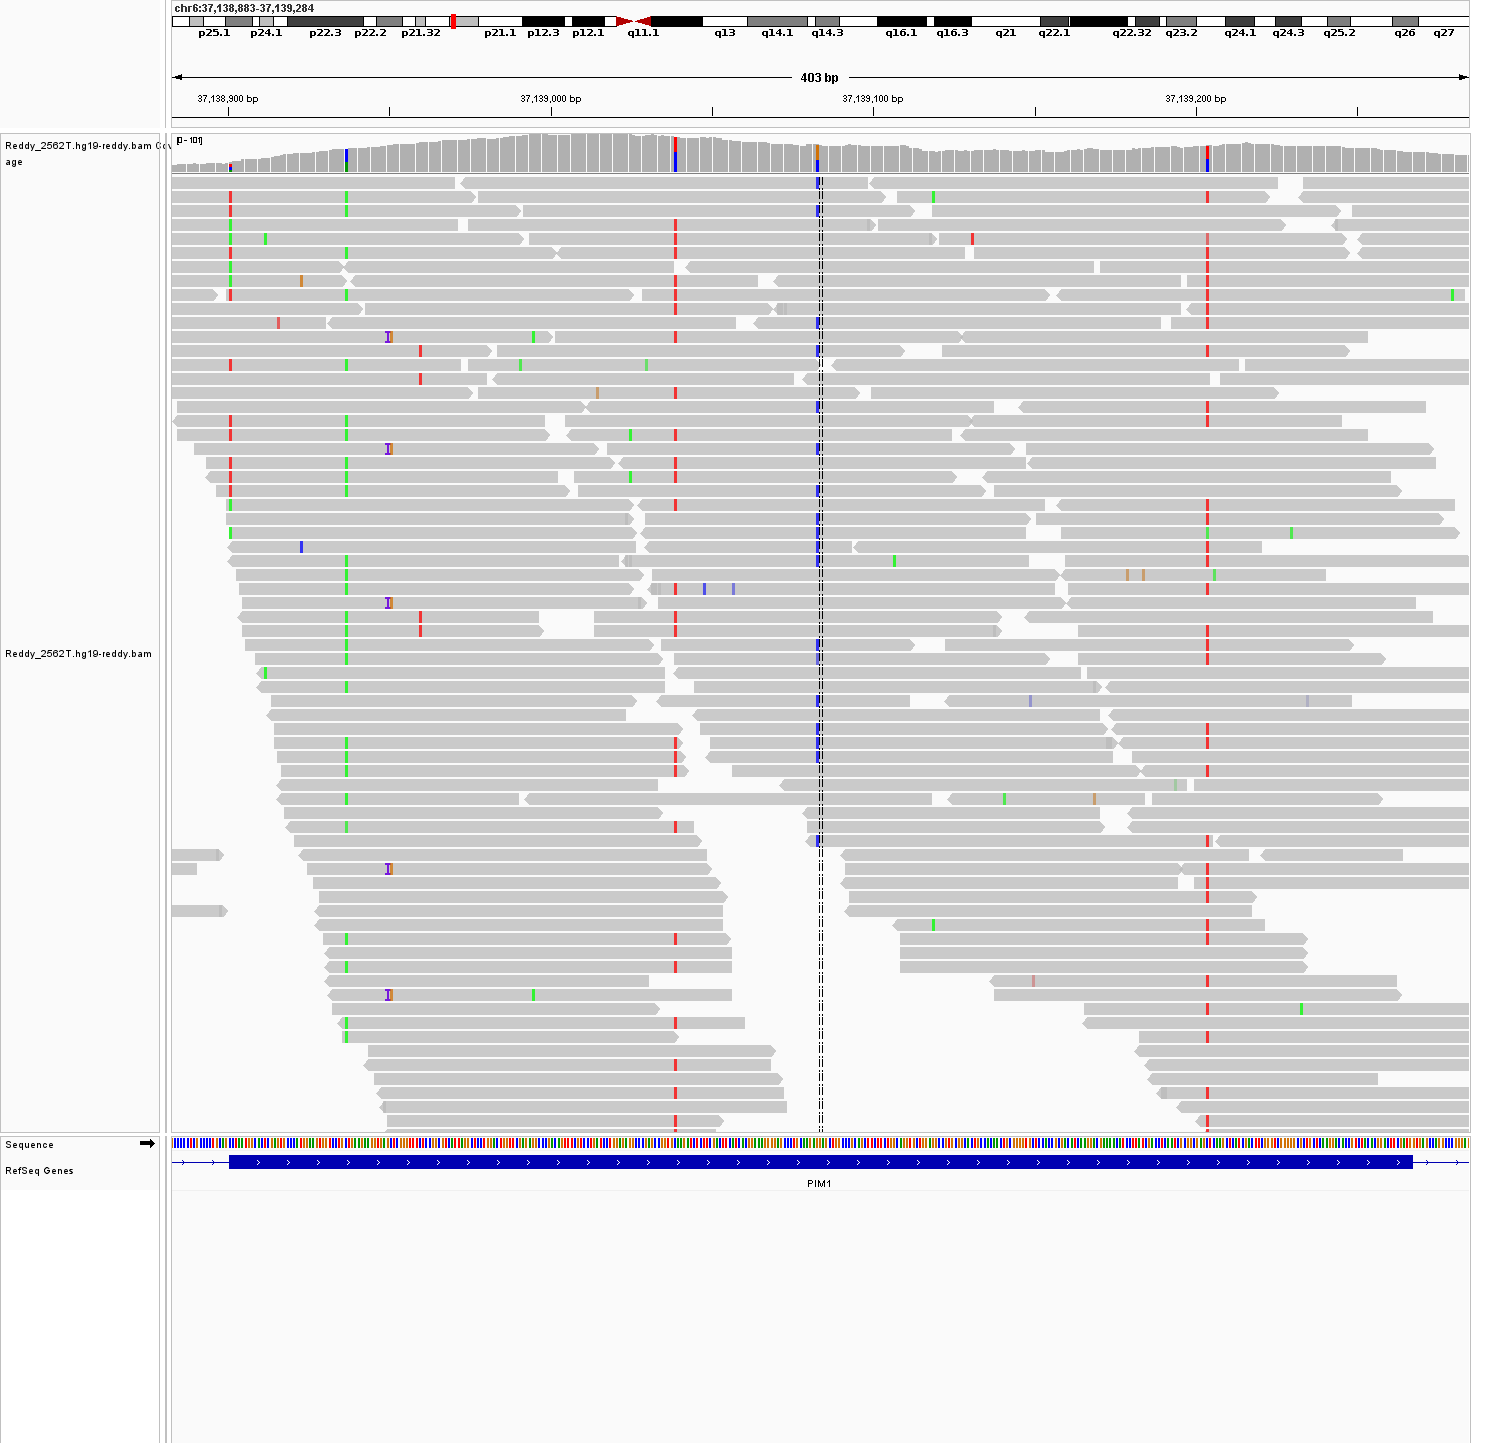 chr6:37,138,883-37,139,284
p25.1 p24.1 p22.3 p22.2 p21.32 p21.1 p12.3 p12.1 q11.1 q13 q14.1 q14.3 q16.1 q16.3 q21 q22.1 q22.32 q23.2 q24.1 q24.3 q25.2 q26 q27
403 bp
37,138,900 bp 37,139,000 bp 37,139,100 bp 37,139,200 bp
[0 - 101]
Reddy_2562T.hg19-reddy.bam Cov
age
Reddy_2562T.hg19-reddy.bam
Sequence
RefSeq Genes
PIM1